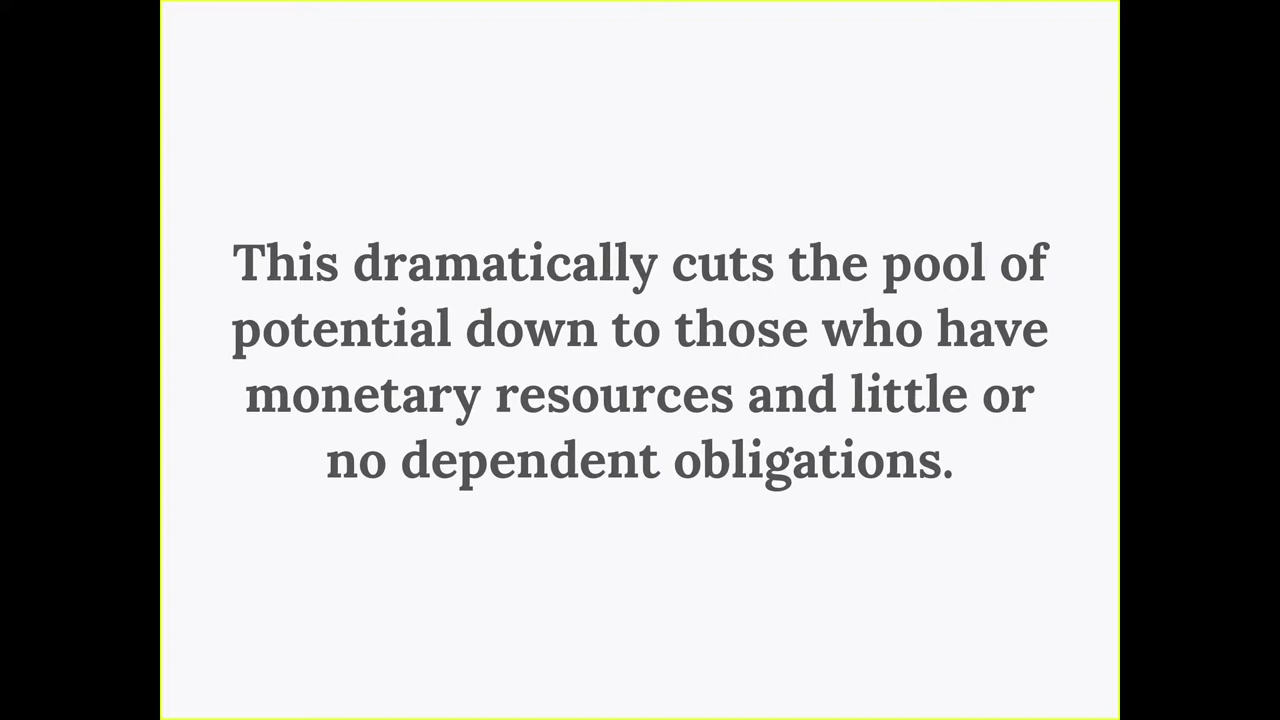 This dramatically cuts the pool of
potential down to those who have
monetary resources and little or
no dependent obligations.